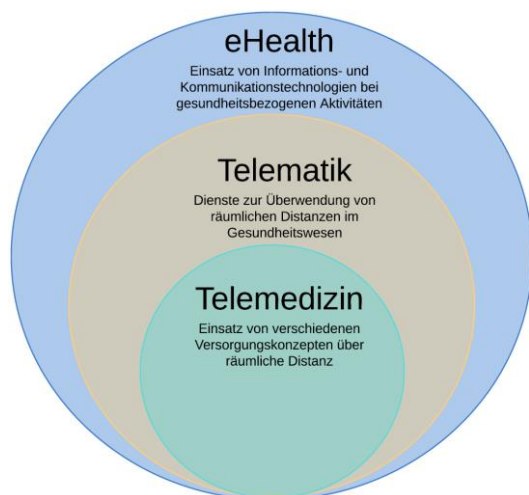 eHealth
Einsatz von Informations- und
Kommunikationstechnologien bei
gesundheitsbezogenen Aktivitäten
Telematik
Dienste zur Überwendung von
räumlichen Distanzen im
Gesundheitswesen
Telemedizin
Einsatz von verschiedenen
Versorgungskonzepten über
räumliche Distanz